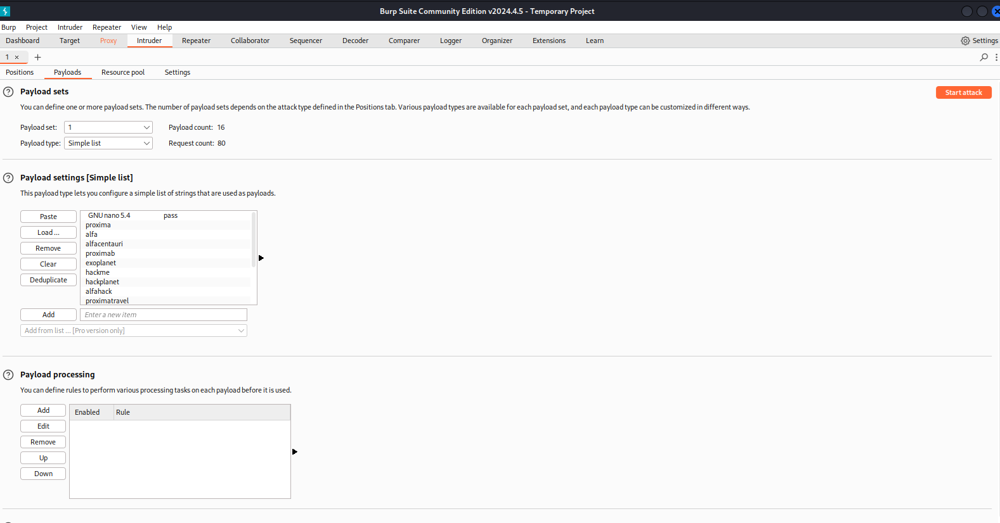 Burp Suite Community Edition v2024.4.5 - Temporary Project
Burp Project Intruder Repeater View Help
Dashboard Target Proxy Intruder Repeater Collaborator Sequencer Decoder Comparer Logger Organizer Extensions Learn Settings
1 × +
Positions Payloads Resource pool Settings
? Payload sets Start attack
You can define one or more payload sets. The number of payload sets depends on the attack type defined in the Positions tab. Various payload types are available for each payload set, and each payload type can be customized in different ways.
Payload set: 1 Payload count: 16
Payload type: Simple list Request count: 80
? Payload settings [Simple list]
This payload type lets you configure a simple list of strings that are used as payloads.
Paste
Load ...
Remove
Clear
Deduplicate
GNU nano 5.4 pass
proxima
alfa
alfacentauri
proximab
exoplanet
hackme
hackplanet
alfahack
proximatravel
Add Enter a new item
Add from list ... [Pro version only]
? Payload processing
You can define rules to perform various processing tasks on each payload before it is used.
Add
Edit
Remove
Up
Down
Enabled Rule